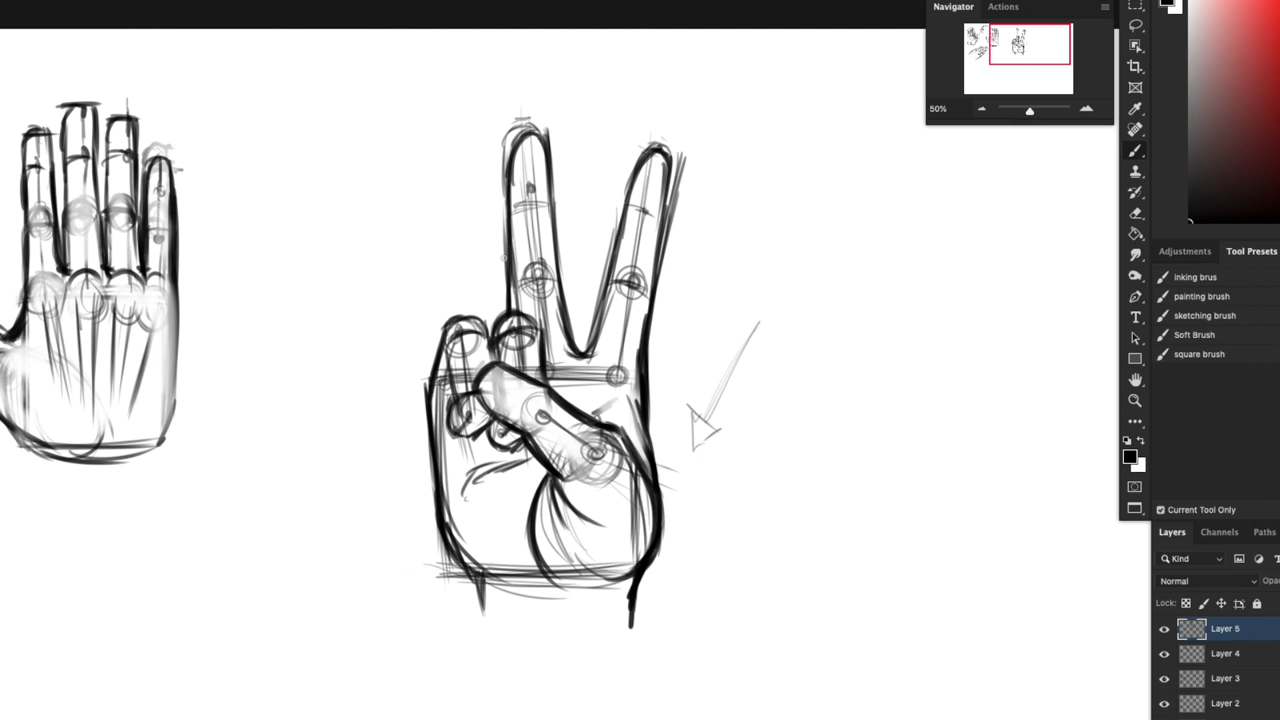 Navigator Actions
50%
Adjustments Tool Presets
inking brus
painting brush
sketching brush
Soft Brush
square brush
Current Tool Only
Layers Channels Paths
Kind
Normal Opa
Lock:
Layer 5
Layer 4
Layer 3
Layer 2